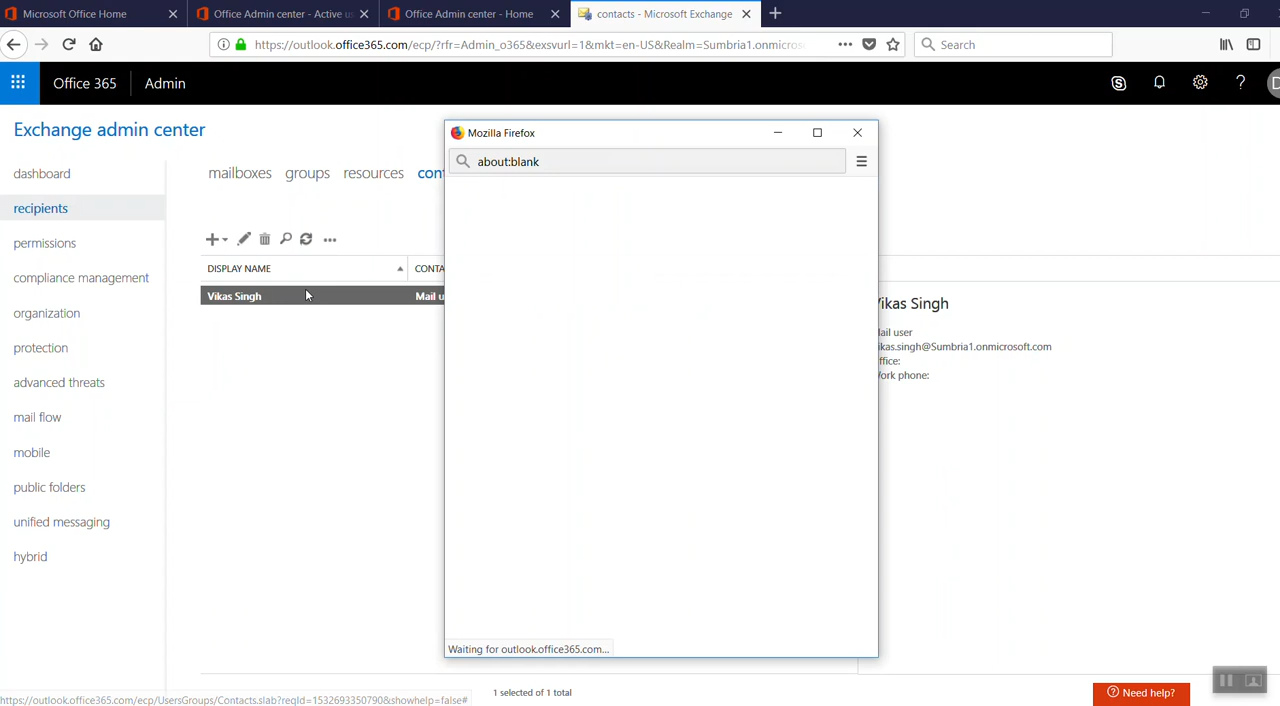 Microsoft Office Home
Office Admin center - Active us
Office Admin center - Home
contacts - Microsoft Exchange
https://outlook.office365.com/ecp/?rfr=Admin_o365&exsvurl=1&mkt=en-US&Realm=Sumbria1.onmicros
Search
Office 365
Admin
Exchange admin center
Mozilla Firefox
about:blank
dashboard
recipients
permissions
compliance management
organization
protection
advanced threats
mail flow
mobile
public folders
unified messaging
hybrid
mailboxes groups resources cont
DISPLAY NAME
CONTA
Vikas Singh
Mail u
Vikas Singh
ail user
ikas.singh@Sumbria1.onmicrosoft.com
ffice:
ork phone:
Waiting for outlook.office365.com...
1 selected of 1 total
Need help?
https://outlook.office365.com/ecp/UsersGroups/Contacts.slab?reqId=1532693350790&showhelp=false#